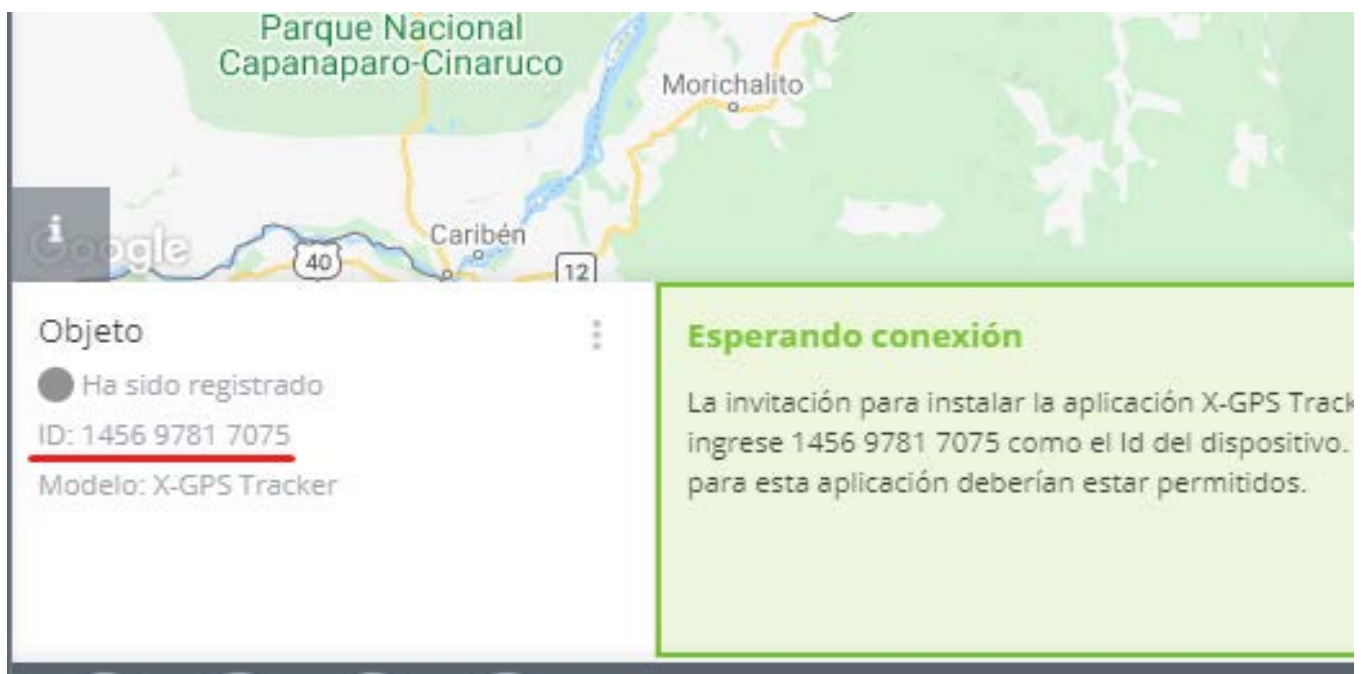 Parque Nacional
Capanaparo-Cinaruco
Morichalito
i
Google
Caribén
40
12
Objeto
Ha sido registrado
ID: 1456 9781 7075
Modelo: X-GPS Tracker
Esperando conexión
La invitación para instalar la aplicación X-GPS Track
ingrese 1456 9781 7075 como el Id del dispositivo.
para esta aplicación deberían estar permitidos.